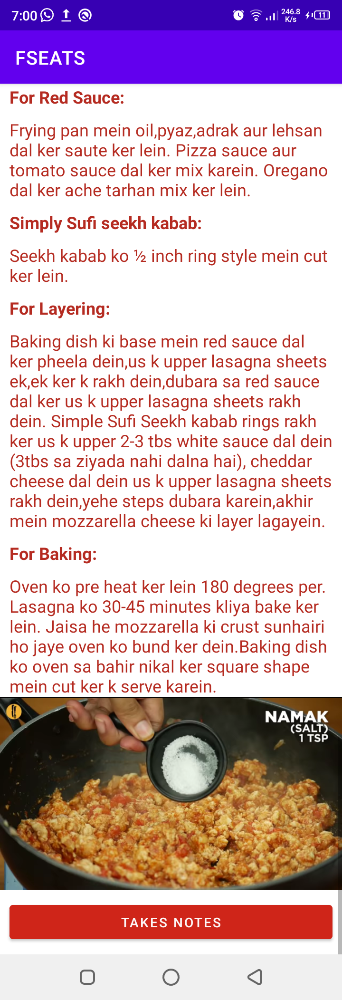 7:00
246.8
K/s
11
FSEATS
For Red Sauce:
Frying pan mein oil,pyaz,adrak aur lehsan
dal ker saute ker lein. Pizza sauce aur
tomato sauce dal ker mix karein. Oregano
dal ker ache tarhan mix ker lein.
Simply Sufi seekh kabab:
Seekh kabab ko ½ inch ring style mein cut
ker lein.
For Layering:
Baking dish ki base mein red sauce dal
ker pheela dein,us k upper lasagna sheets
ek,ek ker k rakh dein,dubara sa red sauce
dal ker us k upper lasagna sheets rakh
dein. Simple Sufi Seekh kabab rings rakh
ker us k upper 2-3 tbs white sauce dal dein
(3tbs sa ziyada nahi dalna hai), cheddar
cheese dal dein us k upper lasagna sheets
rakh dein,yehe steps dubara karein,akhir
mein mozzarella cheese ki layer lagayein.
For Baking:
Oven ko pre heat ker lein 180 degrees per.
Lasagna ko 30-45 minutes kliya bake ker
lein. Jaisa he mozzarella ki crust sunhairi
ho jaye oven ko bund ker dein.Baking dish
ko oven sa bahir nikal ker square shape
mein cut ker k serve karein.
NAMAK
(SALT)
1 TSP
TAKES NOTES